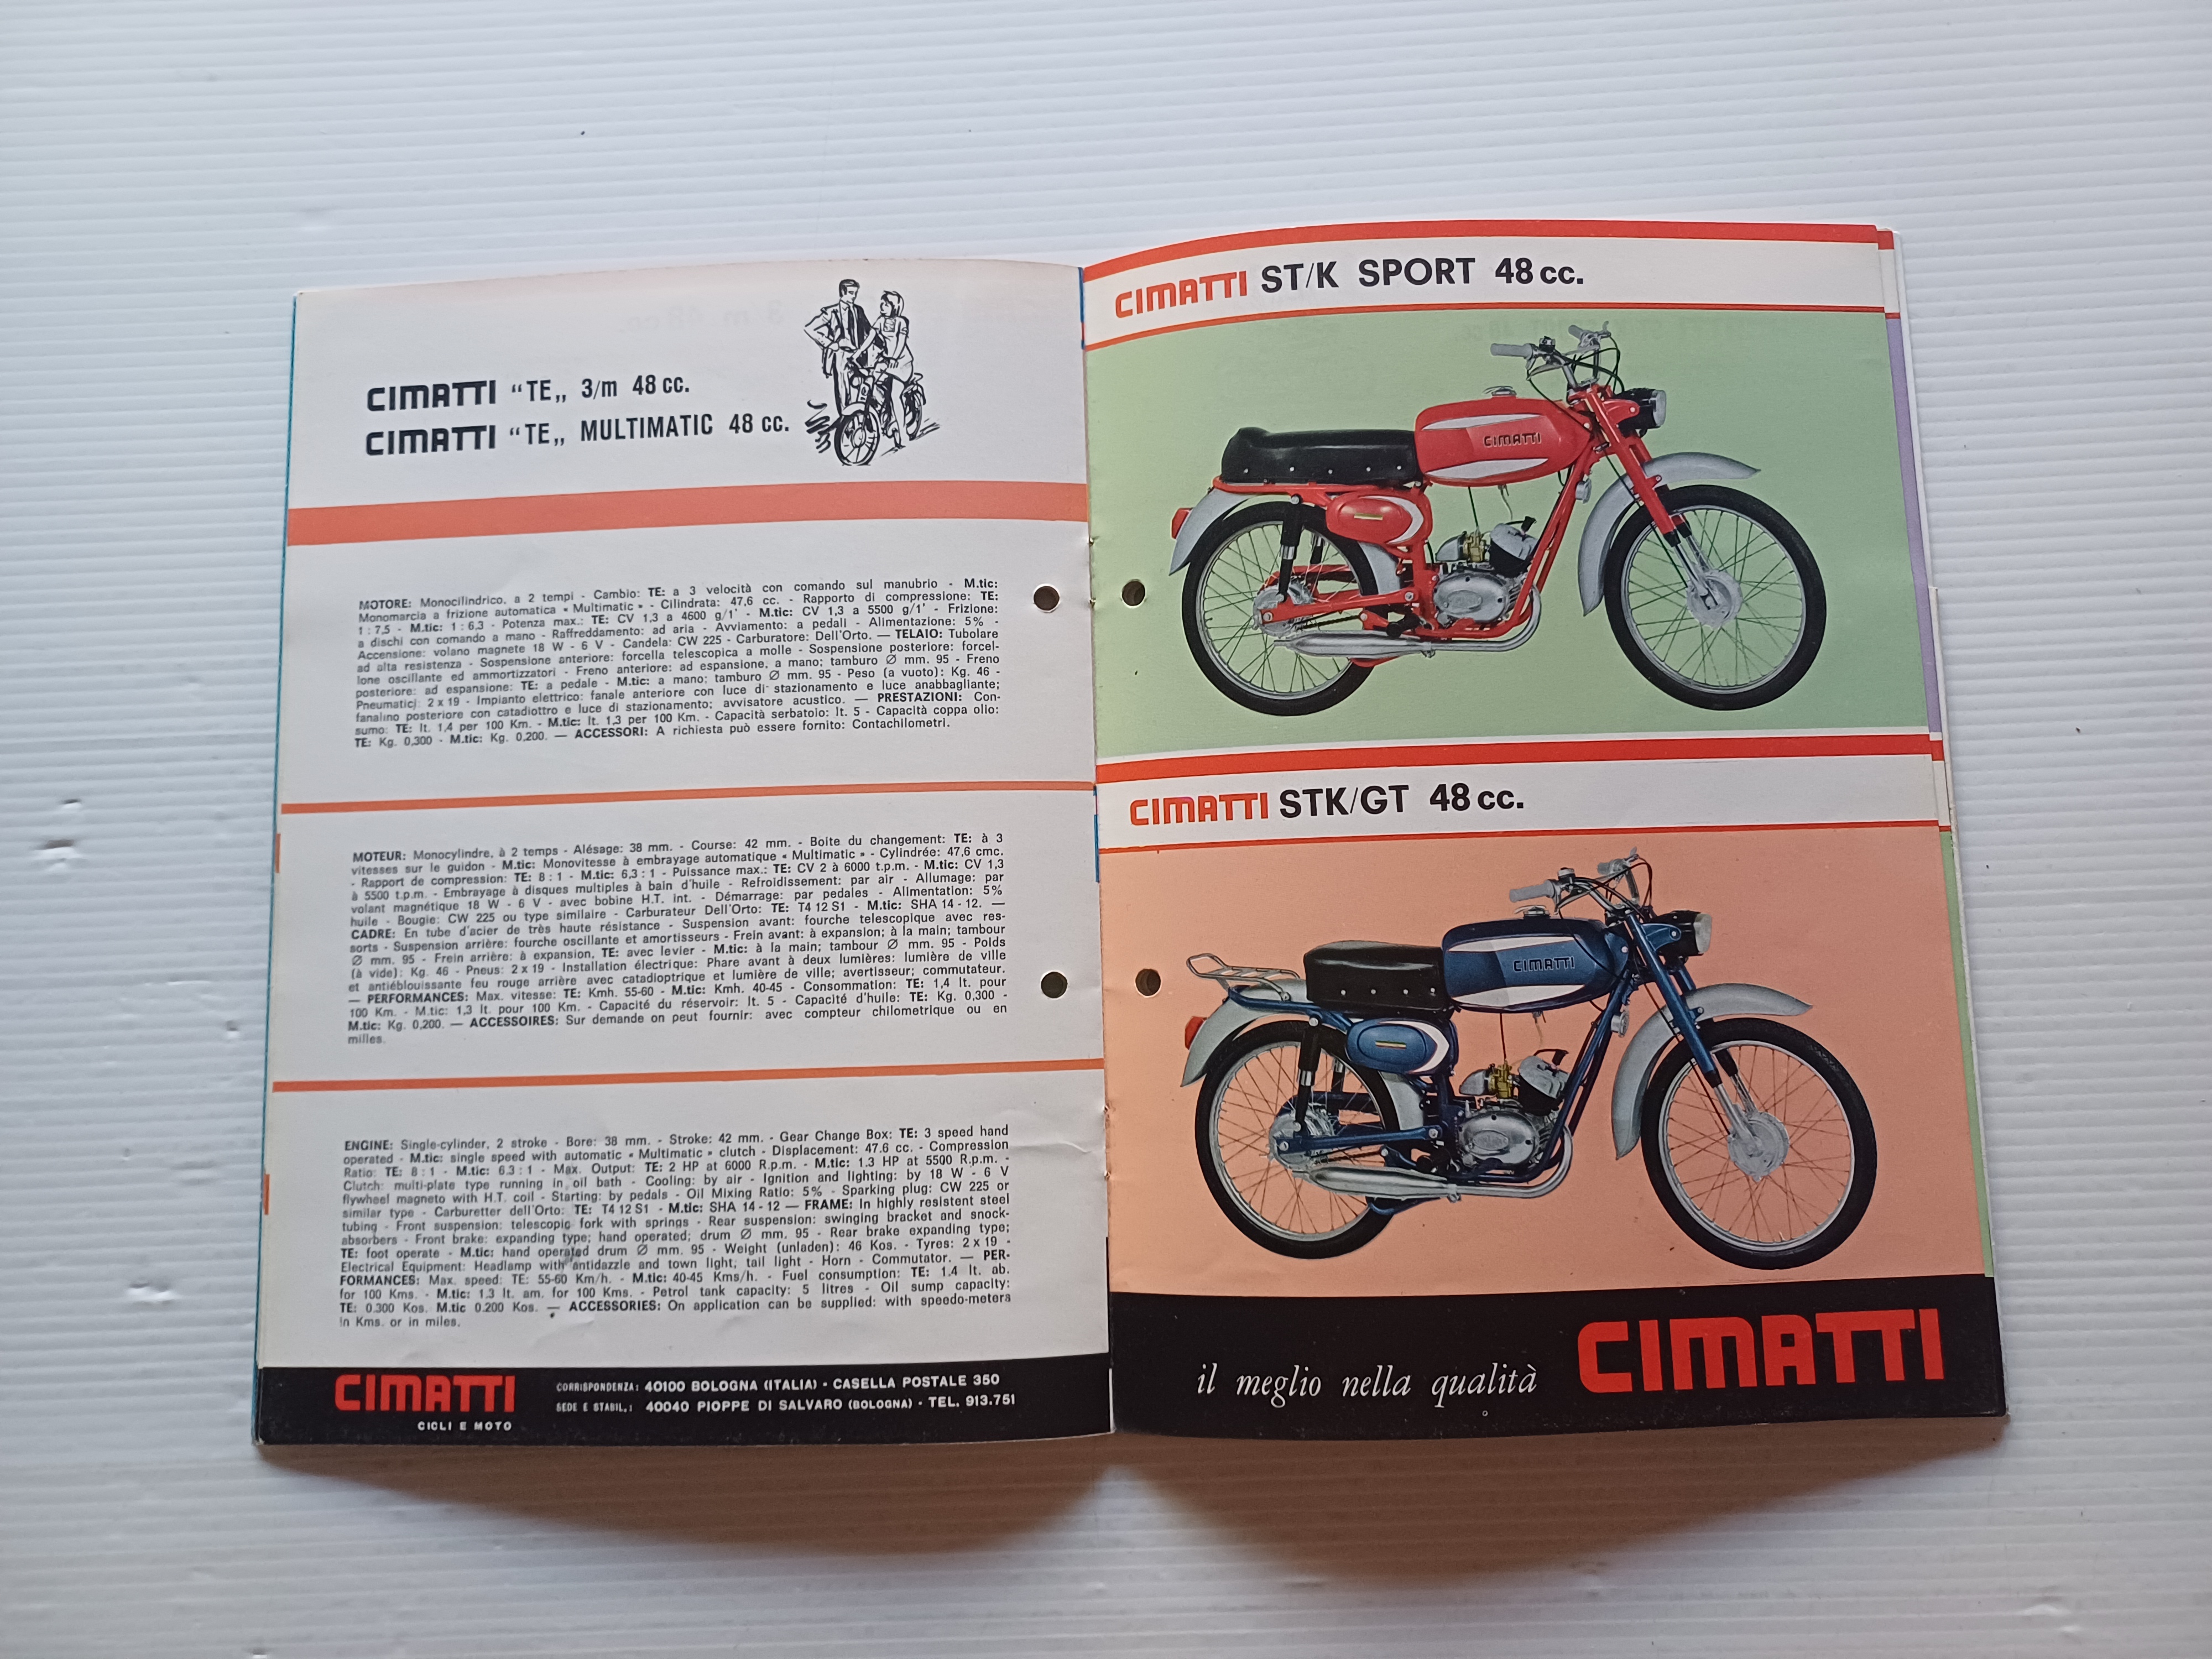 CIMATTI “TE„ 3/m 48 cc.
CIMATTI “TE„ MULTIMATIC 48 cc.
MOTORE: Monocilindrico, a 2 tempi - Cambio: TE: a 3 velocità con comando sul manubrio - M.tic:
Monomarcia a frizione automatica « Multimatic » - Cilindrata: 47,6 cc. - Rapporto di compressione: TE:
1 : 7,5 - M.tic: 1 : 6,3 - Potenza max.: TE: CV 1,3 a 4600 g/1' - M.tic: CV 1,3 a 5500 g/1' - Frizione:
a dischi con comando a mano - Raffreddamento: ad aria - Avviamento: a pedali - Alimentazione: 5% -
Accensione: volano magnete 18 W - 6 V - Candela: CW 225 - Carburatore: Dell'Orto. — TELAIO: Tubolare
ad alta resistenza - Sospensione anteriore: forcella telescopica a molle - Sospensione posteriore: forcel-
lone oscillante ed ammortizzatori - Freno anteriore: ad espansione, a mano; tamburo Ø mm. 95 - Freno
posteriore: ad espansione: TE: a pedale - M.tic: a mano; tamburo Ø mm. 95 - Peso (a vuoto): Kg. 46 -
Pneumatici: 2 x 19 - Impianto elettrico: fanale anteriore con luce di stazionamento e luce anabbagliante;
fanalino posteriore con catadiottro e luce di stazionamento; avvisatore acustico. — PRESTAZIONI: Con-
sumo: TE: lt. 1,4 per 100 Km. - M.tic: lt. 1,3 per 100 Km. - Capacità serbatoio: lt. 5 - Capacità coppa olio:
TE: Kg. 0,300 - M.tic: Kg. 0,200. — ACCESSORI: A richiesta può essere fornito: Contachilometri.
MOTEUR: Monocylindre, à 2 temps - Alésage: 38 mm. - Course: 42 mm. - Boite du changement: TE: à 3
vitesses sur le guidon - M.tic: Monovitesse à embrayage automatique « Multimatic » - Cylindrée: 47,6 cmc.
- Rapport de compression: TE: 8 : 1 - M.tic: 6,3 : 1 - Puissance max.: TE: CV 2 à 6000 t.p.m. - M.tic: CV 1,3
à 5500 t.p.m. - Embrayage à disques multiples à bain d'huile - Refroidissement: par air - Allumage: par
volant magnétique 18 W - 6 V - avec bobine H.T. int. - Démarrage: par pedales - Alimentation: 5%
huile - Bougie: CW 225 ou type similaire - Carburateur Dell'Orto: TE: T4 12 S1 - M.tic: SHA 14 - 12. —
CADRE: En tube d'acier de très haute résistance - Suspension avant: fourche telescopique avec res-
sorts - Suspension arrière: fourche oscillante et amortisseurs - Frein avant: à expansion; à la main; tambour
Ø mm. 95 - Frein arrière: à expansion, TE: avec levier - M.tic: à la main; tambour Ø mm. 95 - Poids
(à vide): Kg. 46 - Pneus: 2 x 19 - Installation électrique: Phare avant à deux lumières: lumière de ville
et antiéblouissante feu rouge arrière avec catadioptrique et lumière de ville; avertisseur; commutateur.
— PERFORMANCES: Max. vitesse: TE: Kmh. 55-60 - M.tic: Kmh. 40-45 - Consommation: TE: 1,4 lt. pour
100 Km. - M.tic: 1,3 lt. pour 100 Km. - Capacité du réservoir: lt. 5 - Capacité d'huile: TE: Kg. 0,300 -
M.tic: Kg. 0,200. — ACCESSOIRES: Sur demande on peut fournir: avec compteur chilometrique ou en
milles.
ENGINE: Single-cylinder, 2 stroke - Bore: 38 mm. - Stroke: 42 mm. - Gear Change Box: TE: 3 speed hand
operated - M.tic: single speed with automatic « Multimatic » clutch - Displacement: 47.6 cc. - Compression
Ratio: TE: 8 : 1 - M.tic: 6.3 : 1 - Max. Output: TE: 2 HP at 6000 R.p.m. - M.tic: 1.3 HP at 5500 R.p.m. -
Clutch: multi-plate type running in oil bath - Cooling: by air - Ignition and lighting: by 18 W - 6 V
flywheel magneto with H.T. coil - Starting: by pedals - Oil Mixing Ratio: 5% - Sparking plug: CW 225 or
similar type - Carburetter dell'Orto: TE: T4 12 S1 - M.tic: SHA 14 - 12 — FRAME: In highly resistent steel
tubing - Front suspension: telescopic fork with springs - Rear suspension: swinging bracket and snock-
absorbers - Front brake: expanding type; hand operated; drum Ø mm. 95 - Rear brake expanding type;
TE: foot operate - M.tic: hand operated drum Ø mm. 95 - Weight (unladen): 46 Kos. - Tyres: 2 x 19 -
Electrical Equipment: Headlamp with antidazzle and town light, tail light - Horn - Commutator. — PER-
FORMANCES: Max. speed: TE: 55-60 Km/h. - M.tic: 40-45 Kms/h. - Fuel consumption: TE: 1.4 lt. ab.
for 100 Kms. - M.tic: 1.3 lt. am. for 100 Kms. - Petrol tank capacity: 5 litres - Oil sump capacity:
TE: 0.300 Kos. M.tic 0.200 Kos. — ACCESSORIES: On application can be supplied: with speedo-metera
in Kms. or in miles.
CIMATTI
CICLI E MOTO
CORRISPONDENZA: 40100 BOLOGNA (ITALIA) - CASELLA POSTALE 350
SEDE E STABIL.: 40040 PIOPPE DI SALVARO (BOLOGNA) - TEL. 913.751
CIMATTI ST/K SPORT 48 cc.
CIMATTI
CIMATTI STK/GT 48 cc.
CIMATTI
il meglio nella qualità CIMATTI